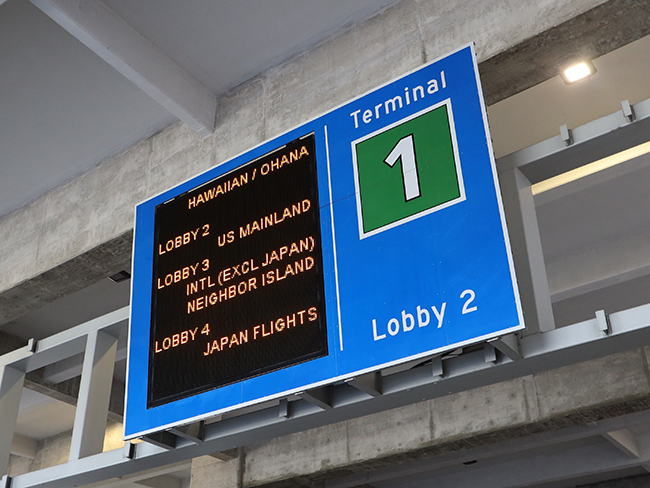 HAWAIIAN / OHANA
LOBBY 2
US MAINLAND
LOBBY 3
INTL (EXCL JAPAN)
NEIGHBOR ISLAND
LOBBY 4
JAPAN FLIGHTS
Terminal
1
Lobby 2